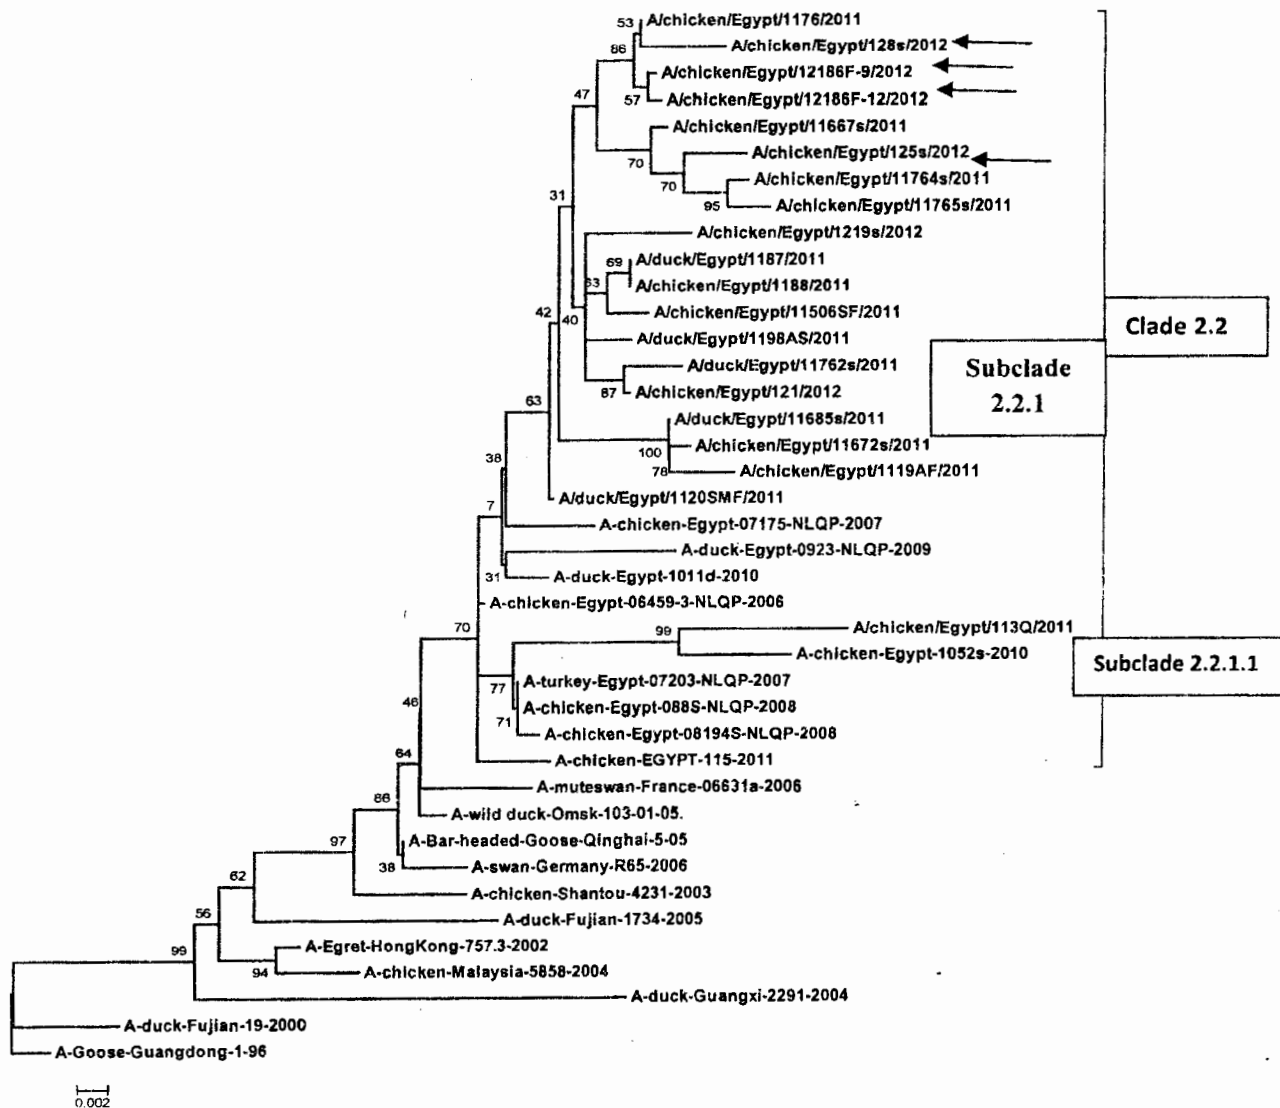 53
A/chicken/Egypt/1176/2011
A/chicken/Egypt/128s/2012
86
A/chicken/Egypt/12186F-9/2012
57
A/chicken/Egypt/12186F-12/2012
47
A/chicken/Egypt/11667s/2011
70
A/chicken/Egypt/125s/2012
70
A/chicken/Egypt/11764s/2011
95
A/chicken/Egypt/11765s/2011
31
A/chicken/Egypt/1219s/2012
69
A/duck/Egypt/1187/2011
A/chicken/Egypt/1188/2011
A/chicken/Egypt/11506SF/2011
42
40
Clade 2.2
A/duck/Egypt/1198AS/2011
A/duck/Egypt/11762s/2011
Subclade
2.2.1
A/chicken/Egypt/121/2012
63
A/duck/Egypt/11685s/2011
A/chicken/Egypt/11672s/2011
100
78
A/chicken/Egypt/1119AF/2011
38
A/duck/Egypt/1120SMF/2011
7
A-chicken-Egypt-07175-NLQP-2007
A-duck-Egypt-0923-NLQP-2009
31
A-duck-Egypt-1011d-2010
A-chicken-Egypt-06459-3-NLQP-2006
70
99
A/chicken/Egypt/113Q/2011
A-chicken-Egypt-1052s-2010
Subclade 2.2.1.1
77
A-turkey-Egypt-07203-NLQP-2007
46
A-chicken-Egypt-088S-NLQP-2008
71
A-chicken-Egypt-08194S-NLQP-2008
64
A-chicken-EGYPT-115-2011
A-muteswan-France-06631a-2006
86
A-wild duck-Omsk-103-01-05.
97
A-Bar-headed-Goose-Qinghai-5-05
38
A-swan-Germany-R65-2006
62
A-chicken-Shantou-4231-2003
56
A-duck-Fujian-1734-2005
99
A-Egret-HongKong-757.3-2002
94
A-chicken-Malaysia-5858-2004
A-duck-Guangxi-2291-2004
A-duck-Fujian-19-2000
A-Goose-Guangdong-1-96
0.002